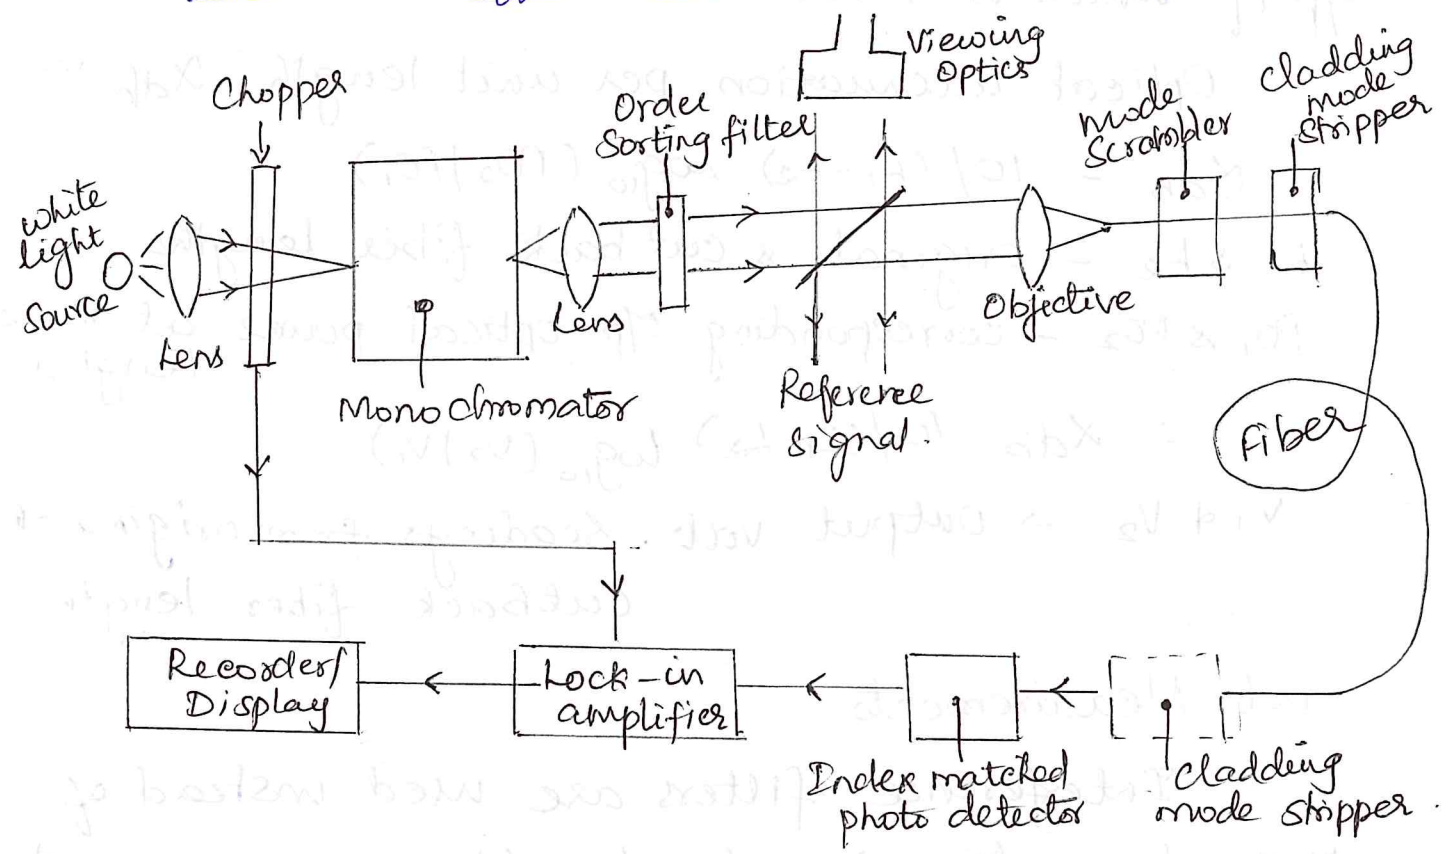 Chopper
Viewing
Optics
Order
Sorting filter
Mode
Scrambler
Cladding
mode
stripper
White
light
Source
Lens
Monochromator
Lens
Objective
Reference
signal.
Fiber
Recorder/
Display
Lock-in
amplifier
Index matched
photo detector
Cladding
mode stripper.